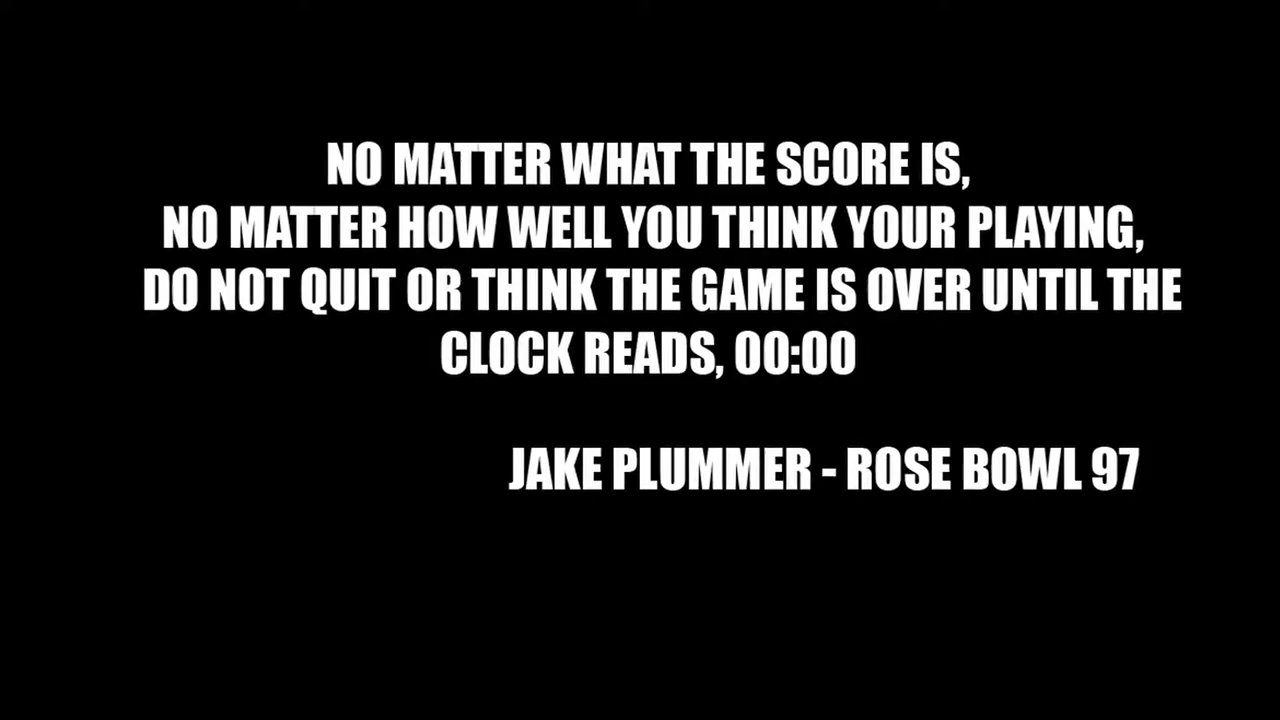 NO MATTER WHAT THE SCORE IS,
NO MATTER HOW WELL YOU THINK YOUR PLAYING,
DO NOT QUIT OR THINK THE GAME IS OVER UNTIL THE
CLOCK READS, 00:00
JAKE PLUMMER - ROSE BOWL 97